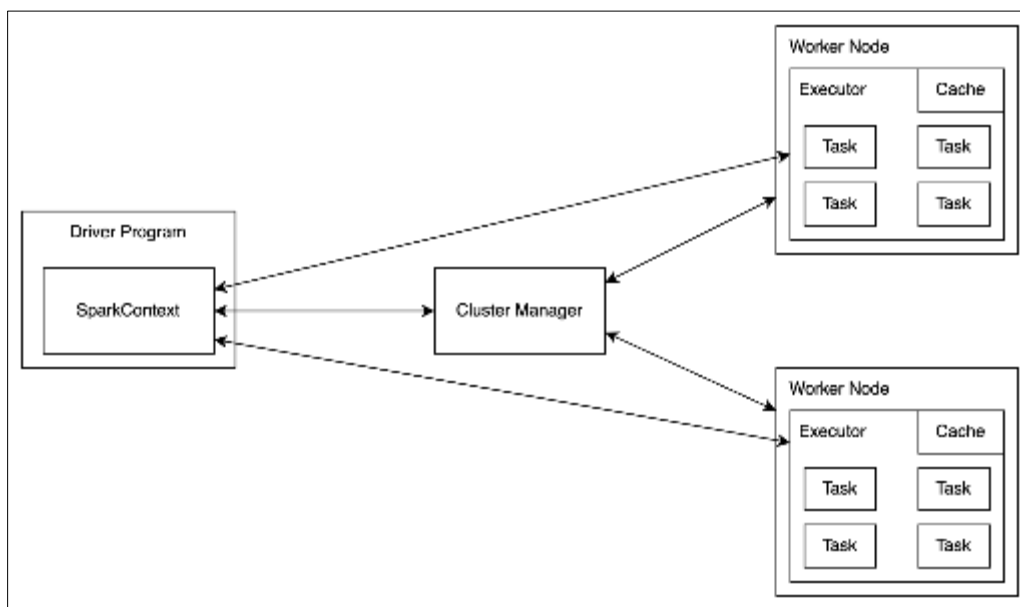 Worker Node
Executor
Cache
Task
Task
Task
Task
Driver Program
SparkContext
Cluster Manager
Worker Node
Executor
Cache
Task
Task
Task
Task